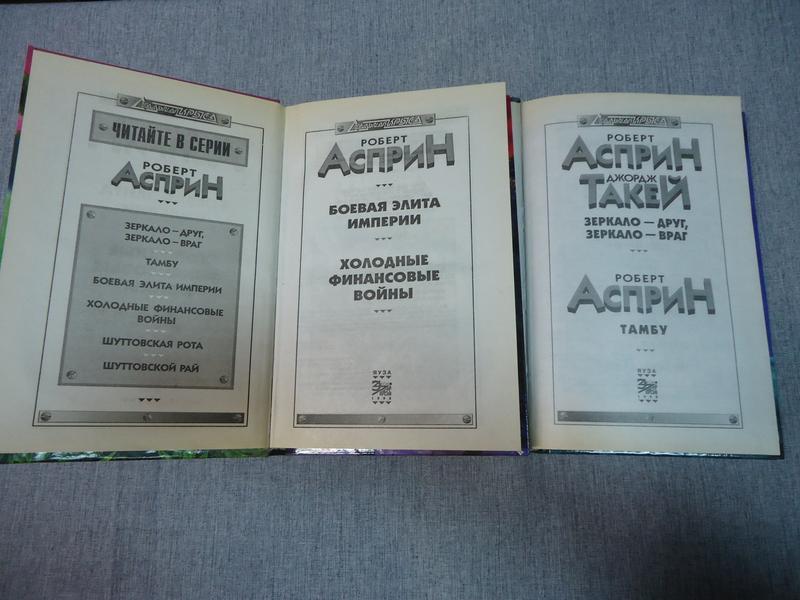 ЧИТАЙТЕ В СЕРИИ
РОБЕРТ
АСПРИН
ЗЕРКАЛО — ДРУГ,
ЗЕРКАЛО — ВРАГ
ТАМБУ
БОЕВАЯ ЭЛИТА ИМПЕРИИ
ХОЛОДНЫЕ ФИНАНСОВЫЕ
ВОЙНЫ
ШУТТОВСКАЯ РОТА
ШУТТОВСКОЙ РАЙ
РОБЕРТ
АСПРИН
БОЕВАЯ ЭЛИТА
ИМПЕРИИ
ХОЛОДНЫЕ
ФИНАНСОВЫЕ
ВОЙНЫ
ЯУЗА
РОБЕРТ
АСПРИН
ДЖОРДЖ
ТАКЕЙ
ЗЕРКАЛО — ДРУГ,
ЗЕРКАЛО — ВРАГ
РОБЕРТ
АСПРИН
ТАМБУ
ЯУЗА